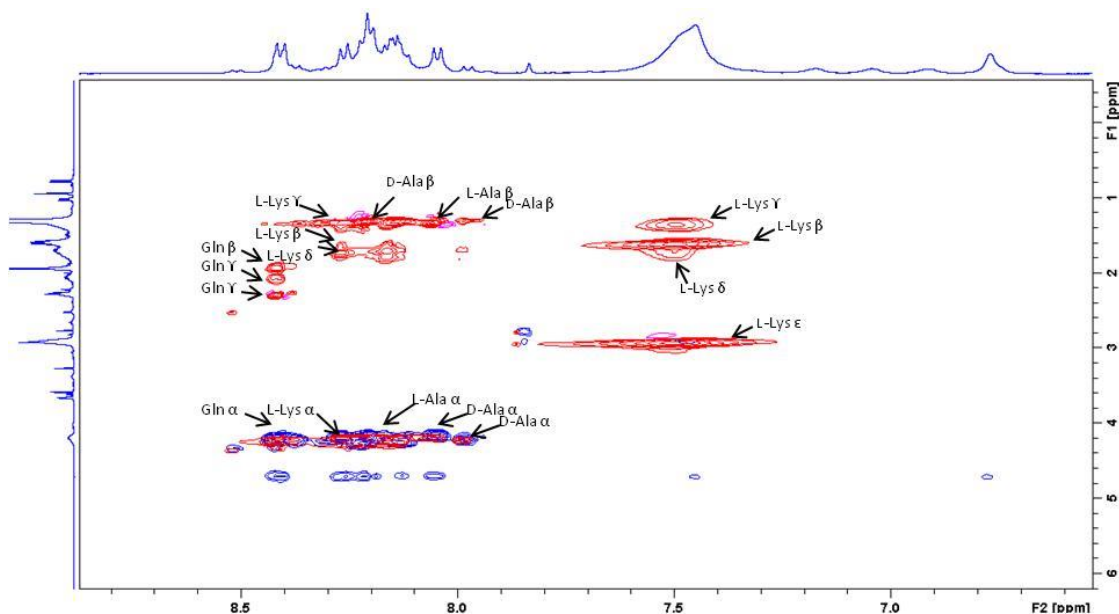 D-Ala β
L-Ala β
L-Lys ϒ
D-Ala β
L-Lys ϒ
L-Lys β
L-Lys β
Gln β
L-Lys δ
Gln ϒ
Gln ϒ
L-Lys δ
L-Lys ε
L-Ala α
Gln α
L-Lys α
D-Ala α
D-Ala α
F1 [ppm]
1
2
3
4
5
6
8.5
8.0
7.5
7.0
F2 [ppm]